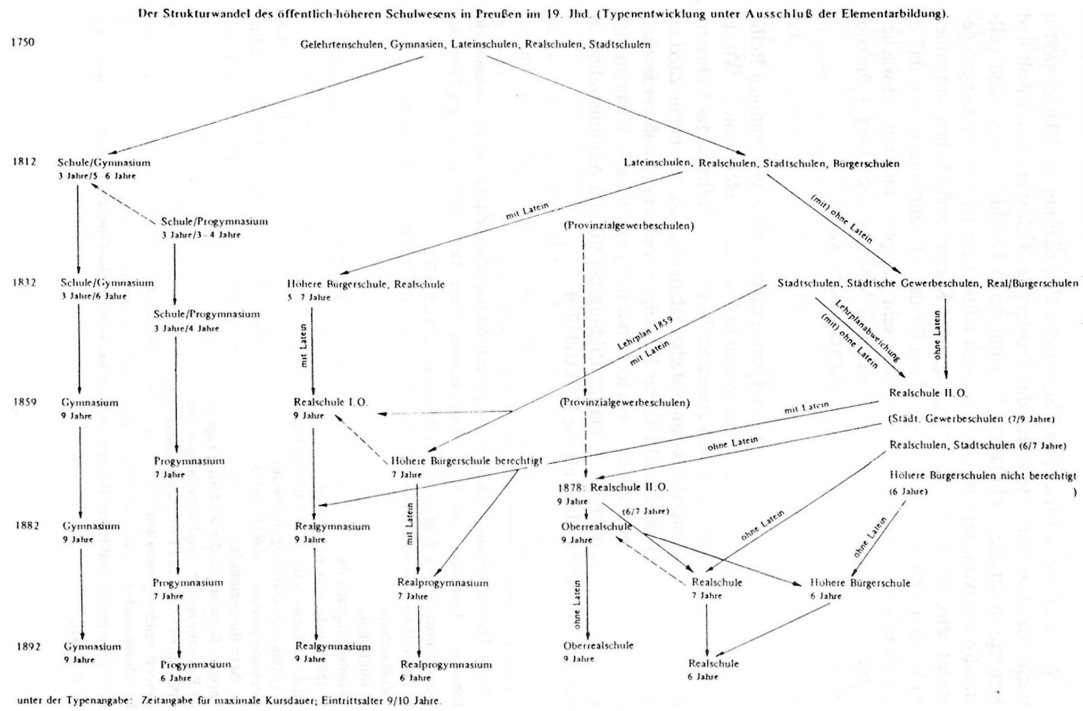 Der Strukturwandel des öffentlich-höheren Schulwesens in Preußen im 19. Jhd. (Typenentwicklung unter Ausschluß der Elementarbildung).
1750
Gelehrtenschulen, Gymnasien, Lateinschulen, Realschulen, Stadtschulen
1812
Schule/Gymnasium
3 Jahre/5 - 6 Jahre
Lateinschulen, Realschulen, Stadtschulen, Bürgerschulen
Schule/Progymnasium
3 Jahre/3 - 4 Jahre
mit Latein
(Provinzialgewerbeschulen)
(mit) ohne Latein
1832
Schule/Gymnasium
3 Jahre/6 Jahre
Höhere Bürgerschule, Realschule
5 - 7 Jahre
Stadtschulen, Städtische Gewerbeschulen, Real/Bürgerschulen
Schule/Progymnasium
3 Jahre/4 Jahre
mit Latein
Lehrplan 1859
mit Latein
Lehrplanabweichung
(mit) ohne Latein
ohne Latein
1859
Gymnasium
9 Jahre
Realschule I.O.
9 Jahre
(Provinzialgewerbeschulen)
mit Latein
Realschule II.O.
(Städt. Gewerbeschulen (7/9 Jahre)
Realschulen, Stadtschulen (6/7 Jahre)
Höhere Bürgerschulen nicht berechtigt
(6 Jahre) )
Progymnasium
7 Jahre
Höhere Bürgerschule berechtigt
7 Jahre
ohne Latein
1878: Realschule II.O.
9 Jahre
(6/7 Jahre)
1882
Gymnasium
9 Jahre
Realgymnasium
9 Jahre
mit Latein
Oberrealschule
9 Jahre
ohne Latein
ohne Latein
Progymnasium
7 Jahre
Realprogymnasium
7 Jahre
ohne Latein
Realschule
7 Jahre
Höhere Bürgerschule
6 Jahre
1892
Gymnasium
9 Jahre
Realgymnasium
9 Jahre
Oberrealschule
9 Jahre
Progymnasium
6 Jahre
Realprogymnasium
6 Jahre
Realschule
6 Jahre
unter der Typenangabe: Zeitangabe für maximale Kursdauer; Eintrittsalter 9/10 Jahre.